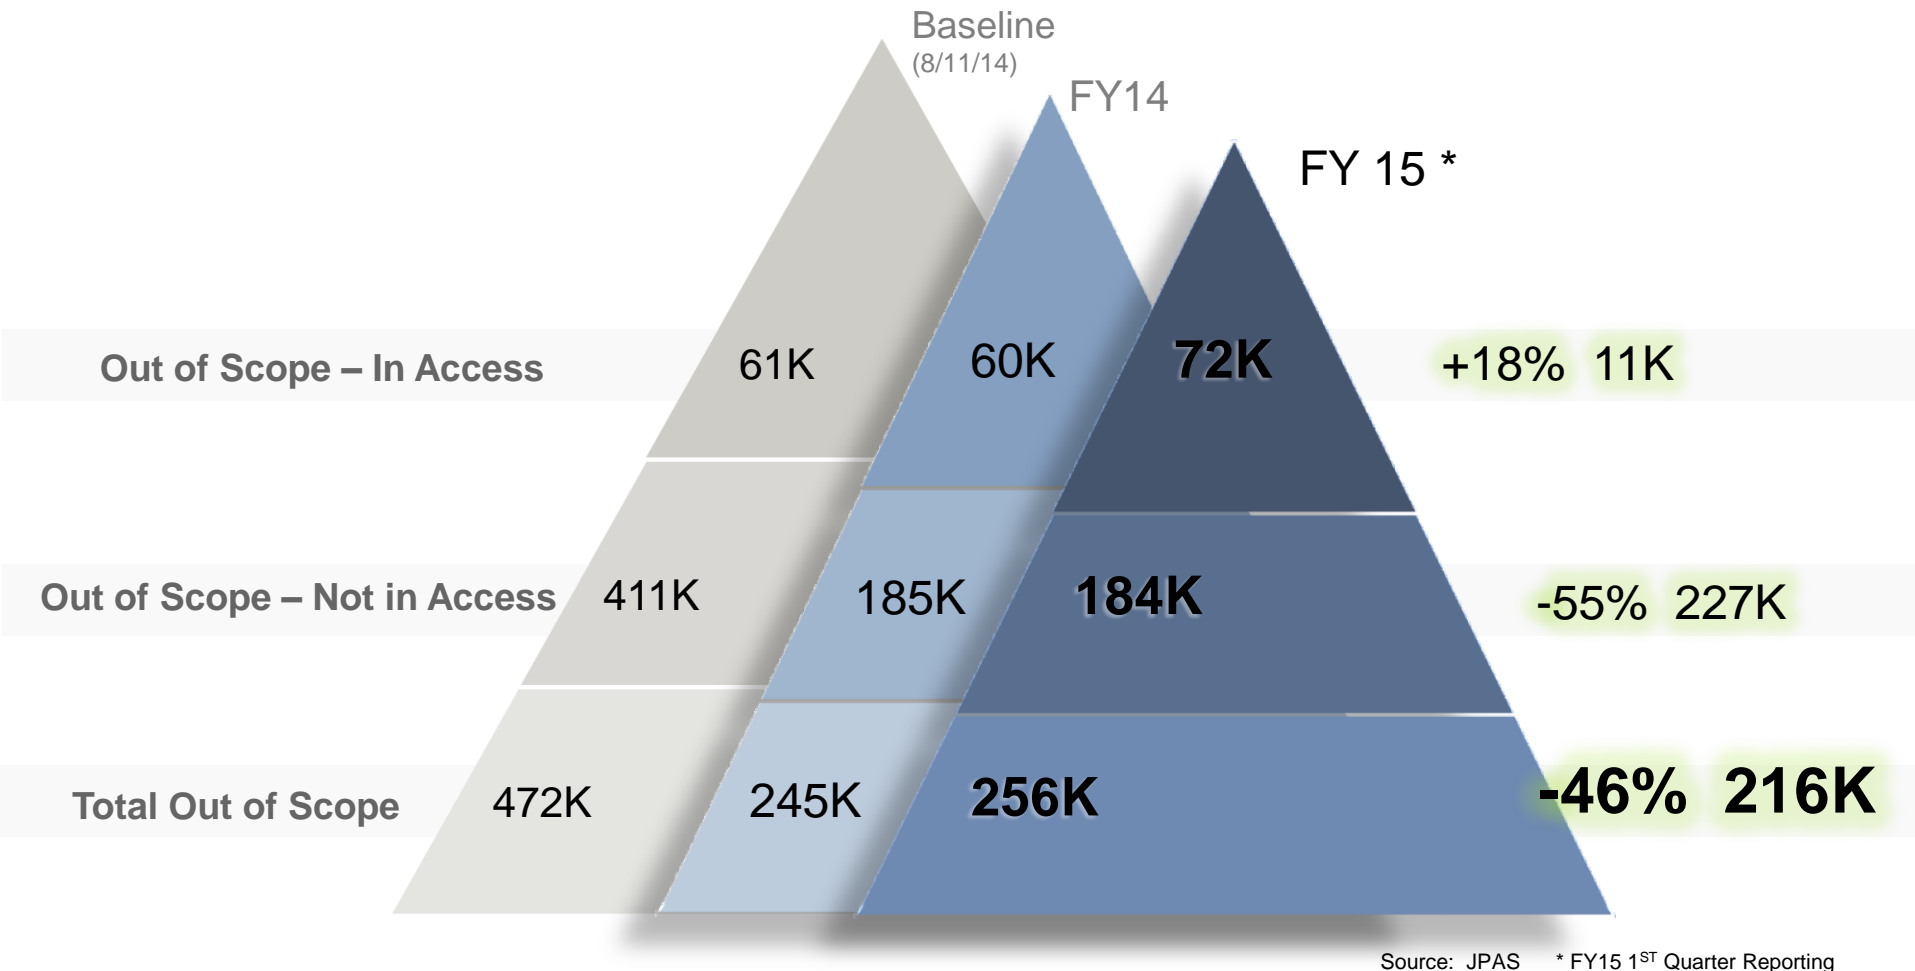 Baseline
(8/11/14)
FY14
FY 15 *
Out of Scope – In Access 61K 60K 72K +18% 11K
Out of Scope – Not in Access 411K 185K 184K -55% 227K
Total Out of Scope 472K 245K 256K -46% 216K
Source: JPAS * FY15 1ST Quarter Reporting